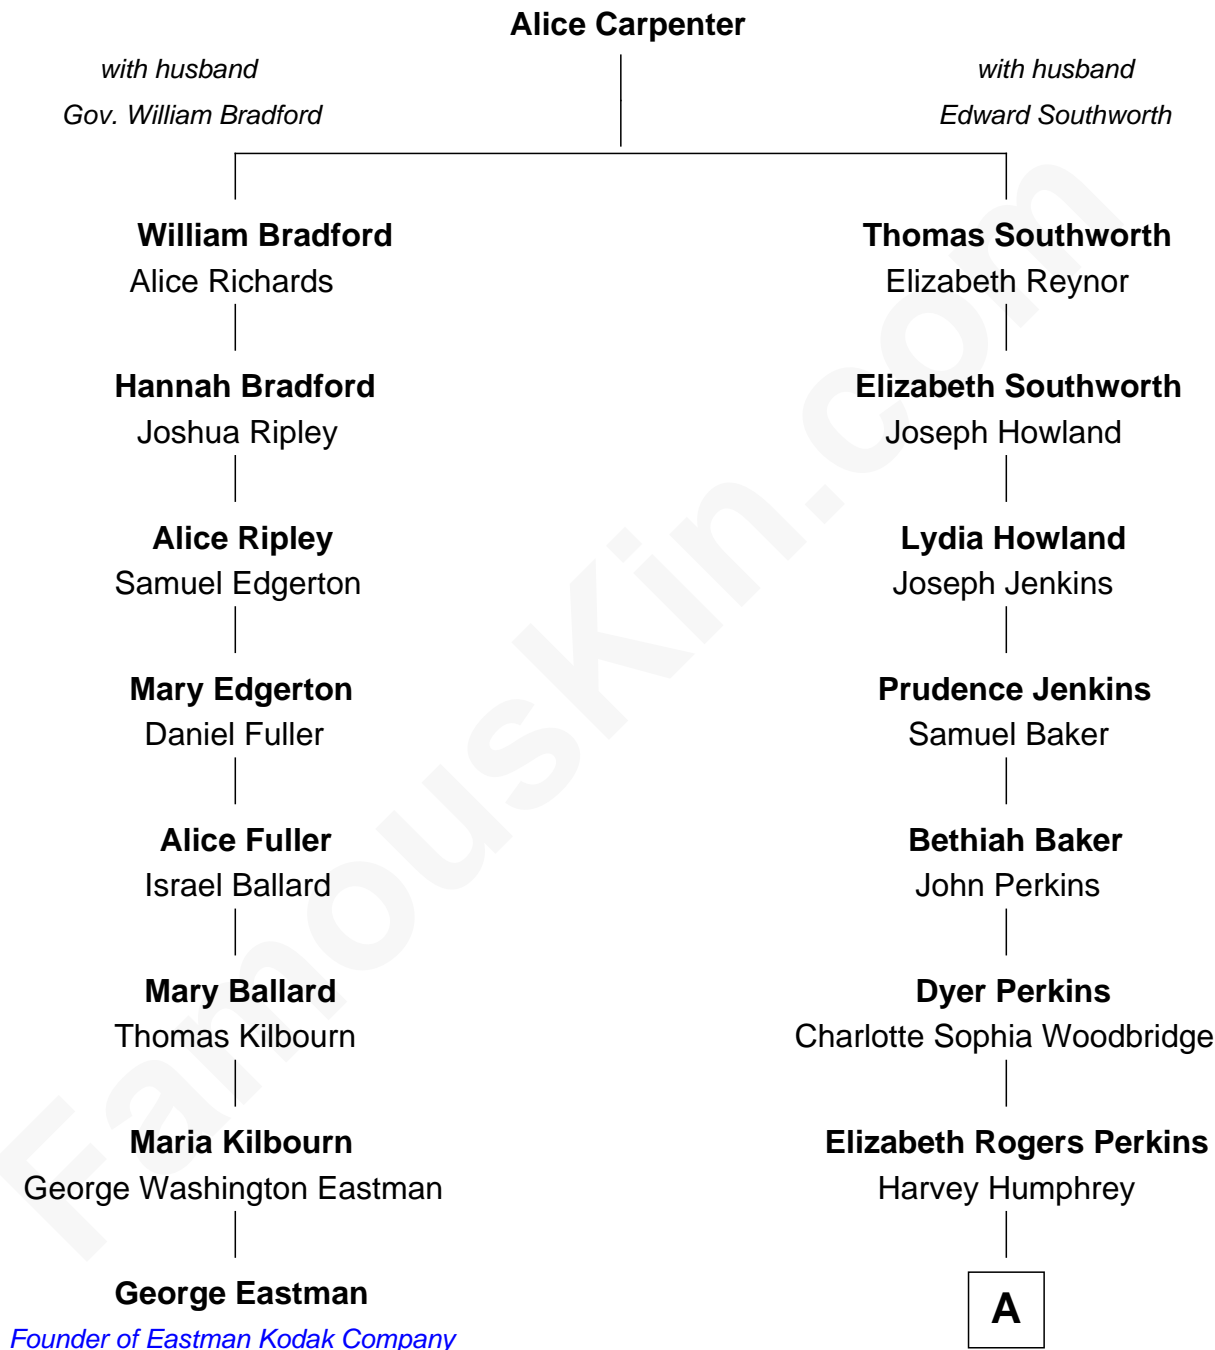 Alice Carpenter
with husband
Gov. William Bradford
with husband
Edward Southworth
William Bradford
Alice Richards
Hannah Bradford
Joshua Ripley
Alice Ripley
Samuel Edgerton
Mary Edgerton
Daniel Fuller
Alice Fuller
Israel Ballard
Mary Ballard
Thomas Kilbourn
Maria Kilbourn
George Washington Eastman
George Eastman
Founder of Eastman Kodak Company
Thomas Southworth
Elizabeth Reynor
Elizabeth Southworth
Joseph Howland
Lydia Howland
Joseph Jenkins
Prudence Jenkins
Samuel Baker
Bethiah Baker
John Perkins
Dyer Perkins
Charlotte Sophia Woodbridge
Elizabeth Rogers Perkins
Harvey Humphrey
A
FamousKin.com